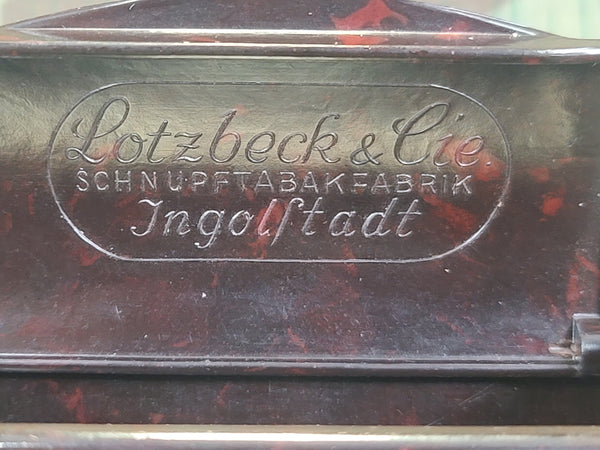 Lotzbeck & Cie.
SCHNUPFTABAKFABRIK
Ingolſtadt